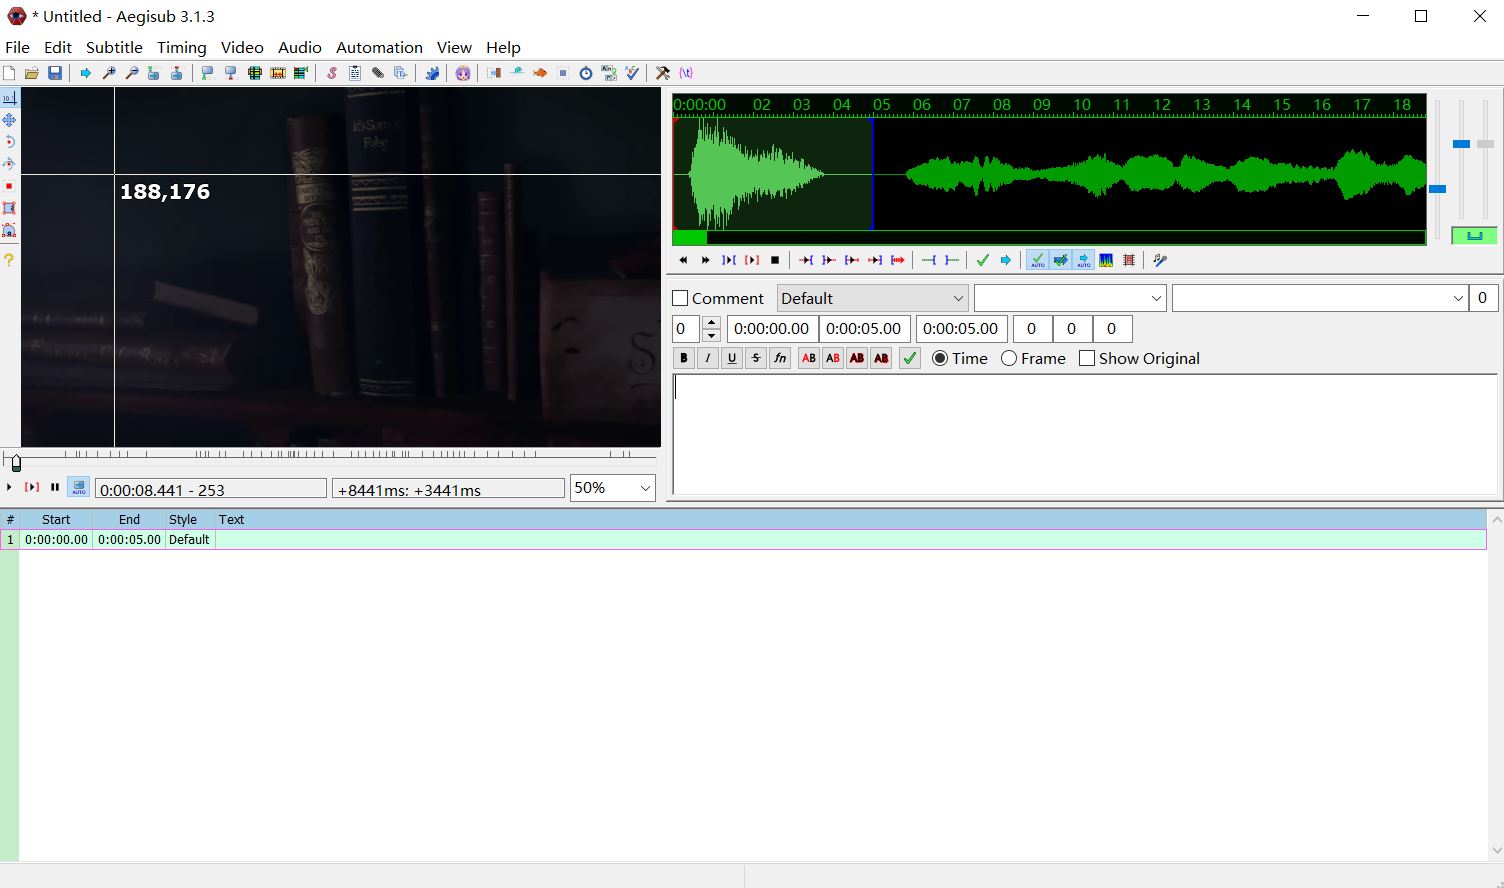 * Untitled - Aegisub 3.1.3
File Edit Subtitle Timing Video Audio Automation View Help
188,176
0:00:00 02 03 04 05 06 07 08 09 10 11 12 13 14 15 16 17 18
Comment Default 0
0 0:00:00.00 0:00:05.00 0:00:05.00 0 0 0
B I U S fn AB AB AB AB Time Frame Show Original
0:00:08.441 - 253 +8441ms: +3441ms 50%
# Start End Style Text
1 0:00:00.00 0:00:05.00 Default